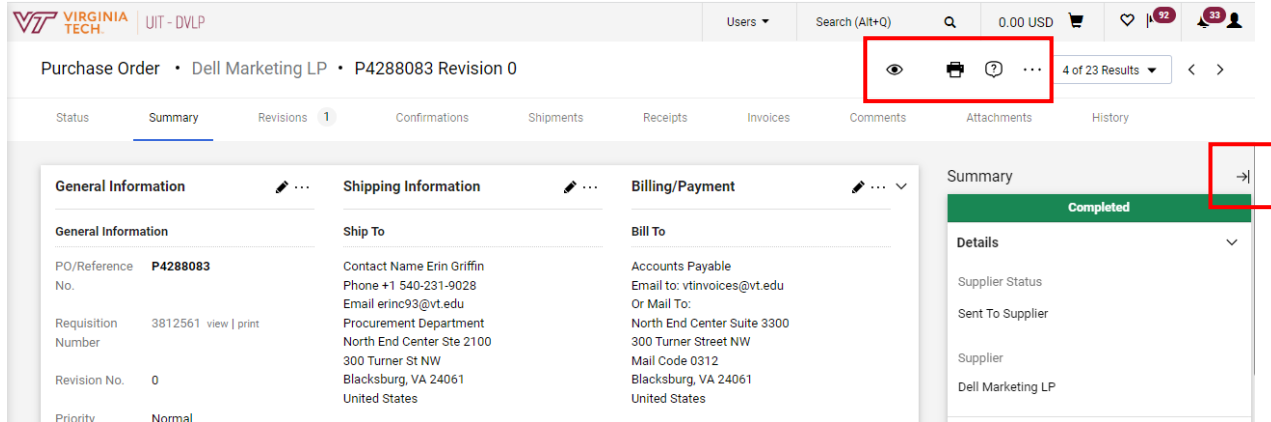 VT VIRGINIA TECH. UIT - DVLP Users Search (Alt+Q) 0.00 USD 92 33
Purchase Order • Dell Marketing LP • P4288083 Revision 0 ? ... 4 of 23 Results
Status Summary Revisions 1 Confirmations Shipments Receipts Invoices Comments Attachments History
General Information ... Shipping Information ... Billing/Payment ... Summary
Completed
General Information Ship To Bill To Details
PO/Reference No. P4288083
Requisition Number 3812561 view | print
Revision No. 0
Priority Normal
Contact Name Erin Griffin
Phone +1 540-231-9028
Email erinc93@vt.edu
Procurement Department
North End Center Ste 2100
300 Turner St NW
Blacksburg, VA 24061
United States
Accounts Payable
Email to: vtinvoices@vt.edu
Or Mail To:
North End Center Suite 3300
300 Turner Street NW
Mail Code 0312
Blacksburg, VA 24061
United States
Supplier Status
Sent To Supplier
Supplier
Dell Marketing LP